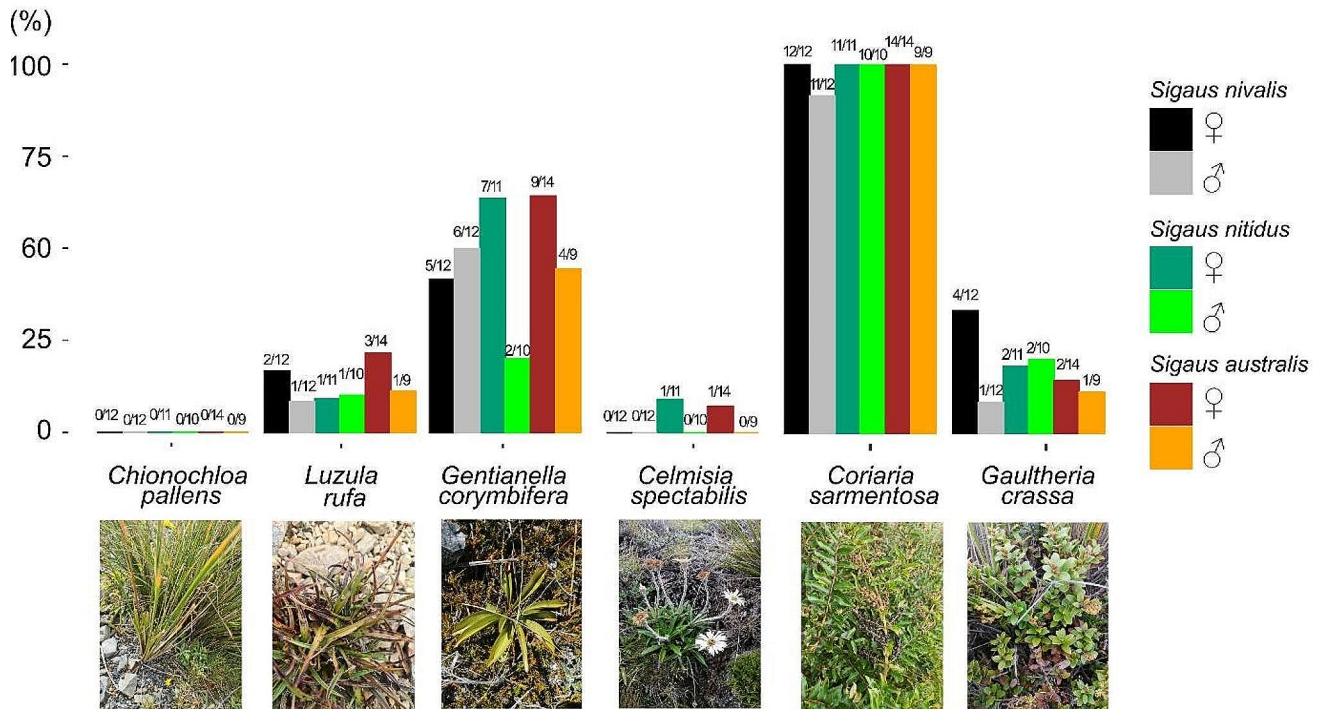 (%)
100
75
60
25
0
0/12 0/12 0/11 0/10 0/14 0/9
2/12 1/12 1/11 1/10 3/14 1/9
5/12 6/12 7/11 2/10 9/14 4/9
0/12 0/12 1/11 0/10 1/14 0/9
12/12 11/12 11/11 10/10 14/14 9/9
4/12 1/12 2/11 2/10 2/14 1/9
Chionochloa
pallens
Luzula
rufa
Gentianella
corymbifera
Celmisia
spectabilis
Coriaria
sarmentosa
Gaultheria
crassa
Sigaus nivalis
♀
♂
Sigaus nitidus
♀
♂
Sigaus australis
♀
♂